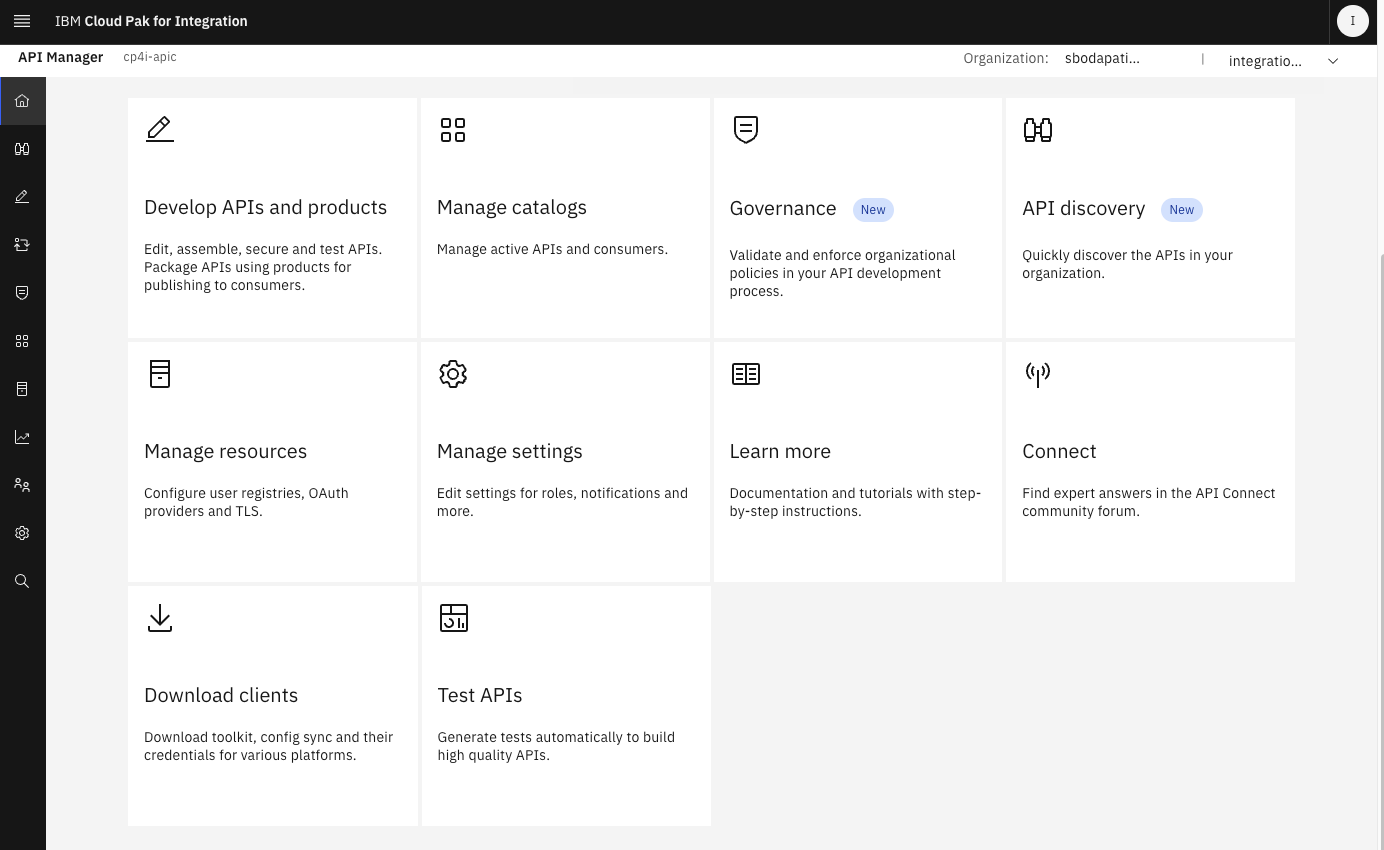 IBM Cloud Pak for Integration
I
API Manager cp4i-apic
Organization: sbodapati... | integratio...
Develop APIs and products
Edit, assemble, secure and test APIs.
Package APIs using products for
publishing to consumers.
Manage catalogs
Manage active APIs and consumers.
Governance New
Validate and enforce organizational
policies in your API development
process.
API discovery New
Quickly discover the APIs in your
organization.
Manage resources
Configure user registries, OAuth
providers and TLS.
Manage settings
Edit settings for roles, notifications and
more.
Learn more
Documentation and tutorials with step-
by-step instructions.
Connect
Find expert answers in the API Connect
community forum.
Download clients
Download toolkit, config sync and their
credentials for various platforms.
Test APIs
Generate tests automatically to build
high quality APIs.